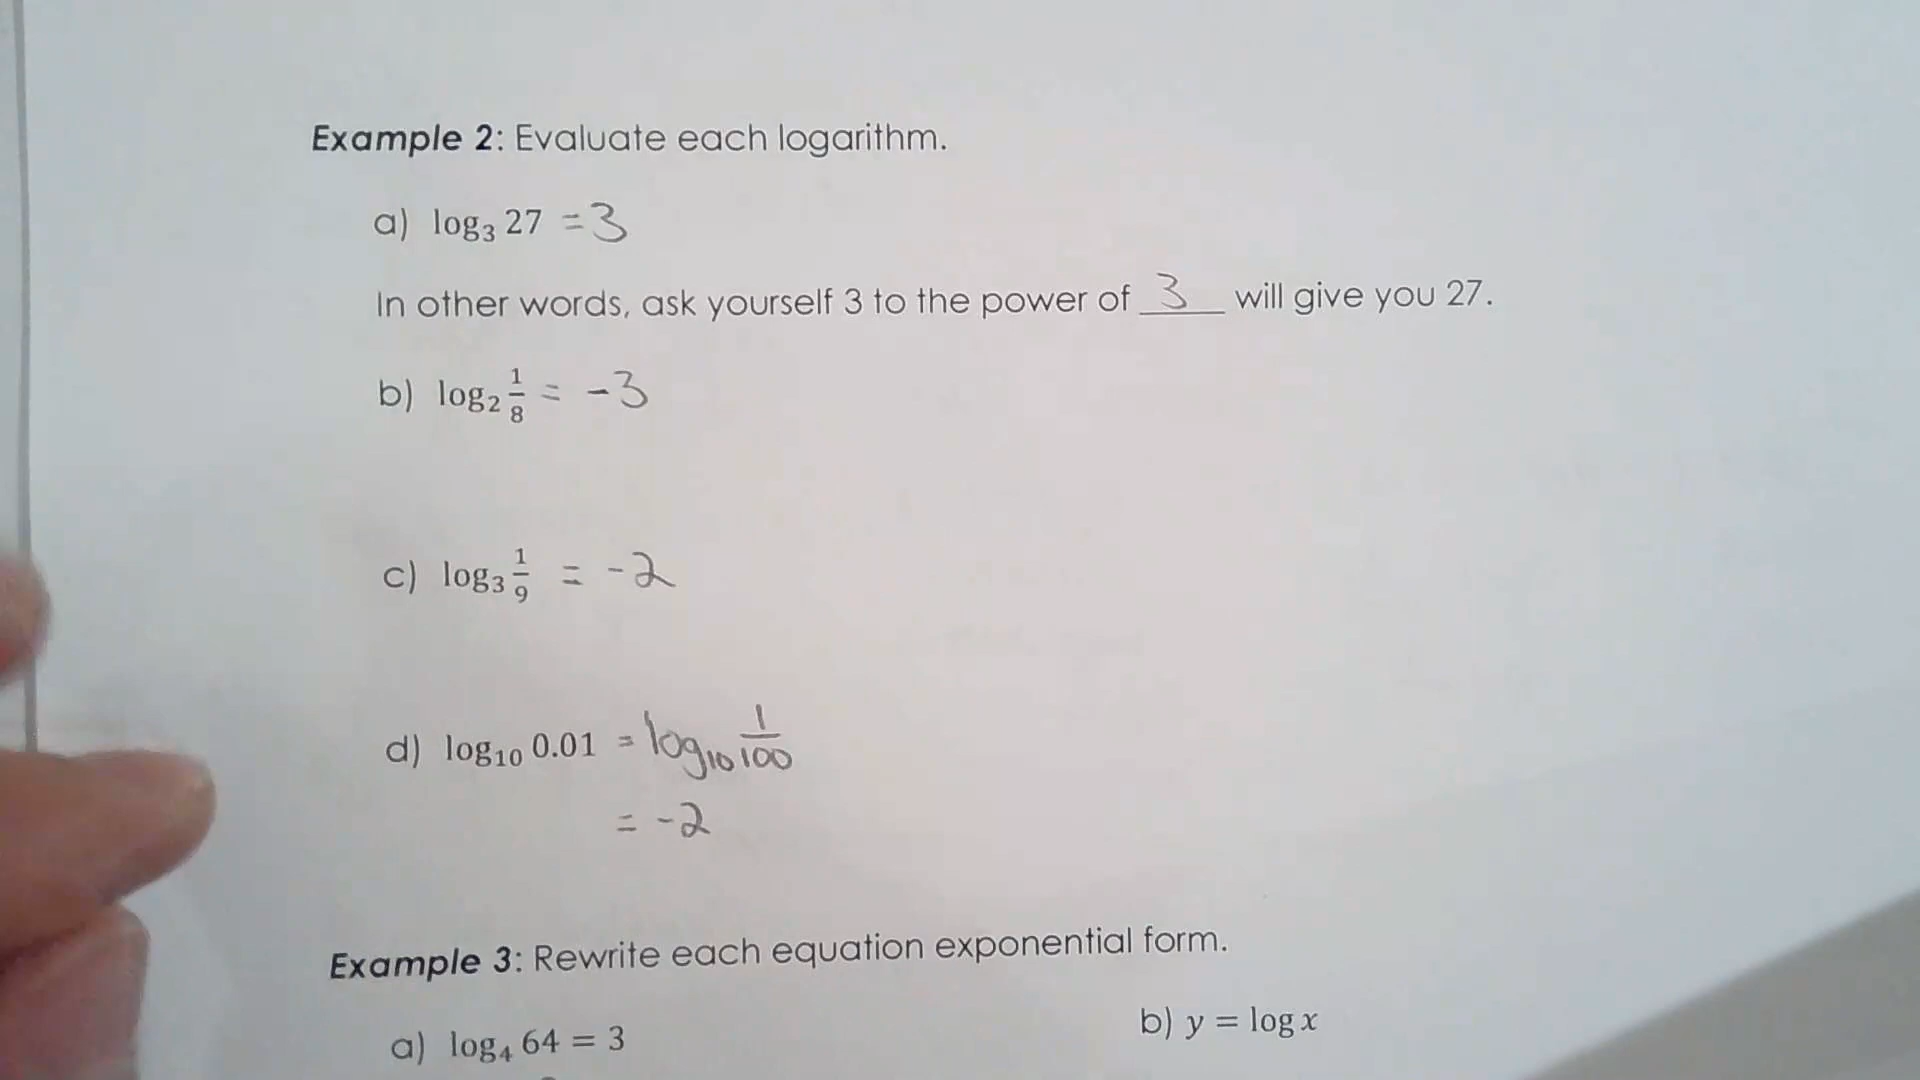 Example 2: Evaluate each logarithm.
a) log₃ 27 = 3
In other words, ask yourself 3 to the power of 3 will give you 27.
b) log₂ 1/8 = -3
c) log₃ 1/9 = -2
d) log₁₀ 0.01 = log₁₀ 1/100
= -2
Example 3: Rewrite each equation exponential form.
a) log₄ 64 = 3
b) y = log x